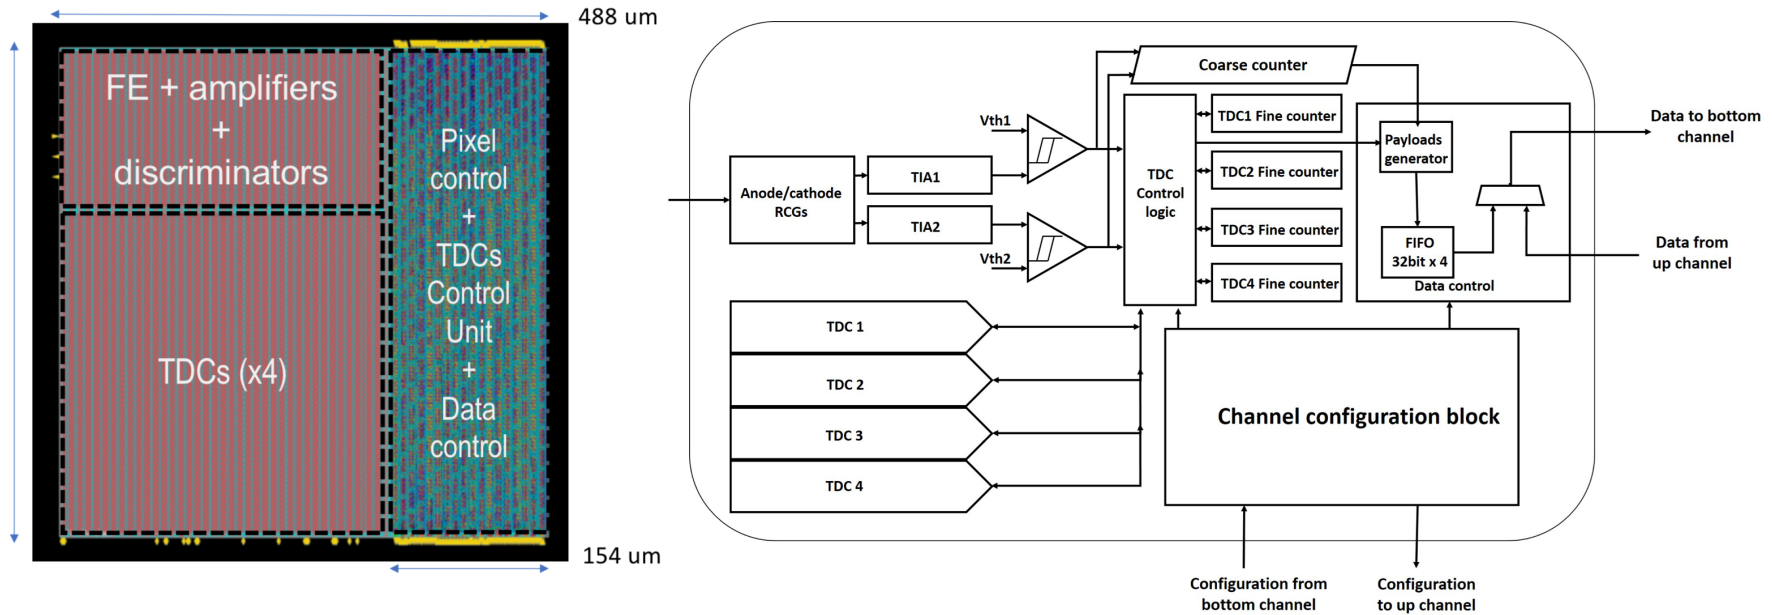 488 um
FE + amplifiers
+
discriminators
TDCs (x4)
Pixel
control
+
TDCs
Control
Unit
+
Data
control
154 um
Coarse counter
Vth1
TDC1 Fine counter
Data to bottom
channel
Payloads
generator
TIA1
TDC
Control
logic
TDC2 Fine counter
Anode/cathode
RCGs
TIA2
TDC3 Fine counter
FIFO
32bit x 4
Data from
up channel
Vth2
TDC4 Fine counter
Data control
TDC 1
TDC 2
TDC 3
TDC 4
Channel configuration block
Configuration from
bottom channel
Configuration
to up channel